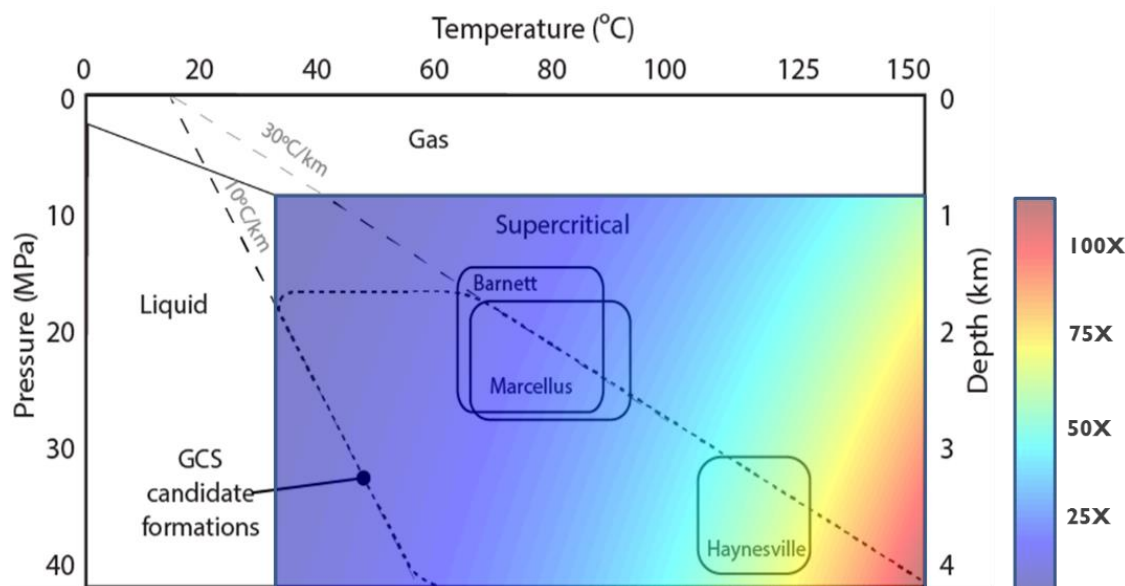 Temperature (°C)
0 20 40 60 80 100 125 150
0
10
20
30
40
Pressure (MPa)
0
1
2
3
4
Depth (km)
30ºC/km
10ºC/km
Gas
Supercritical
Liquid
Barnett
Marcellus
Haynesville
GCS
candidate
formations
100X
75X
50X
25X